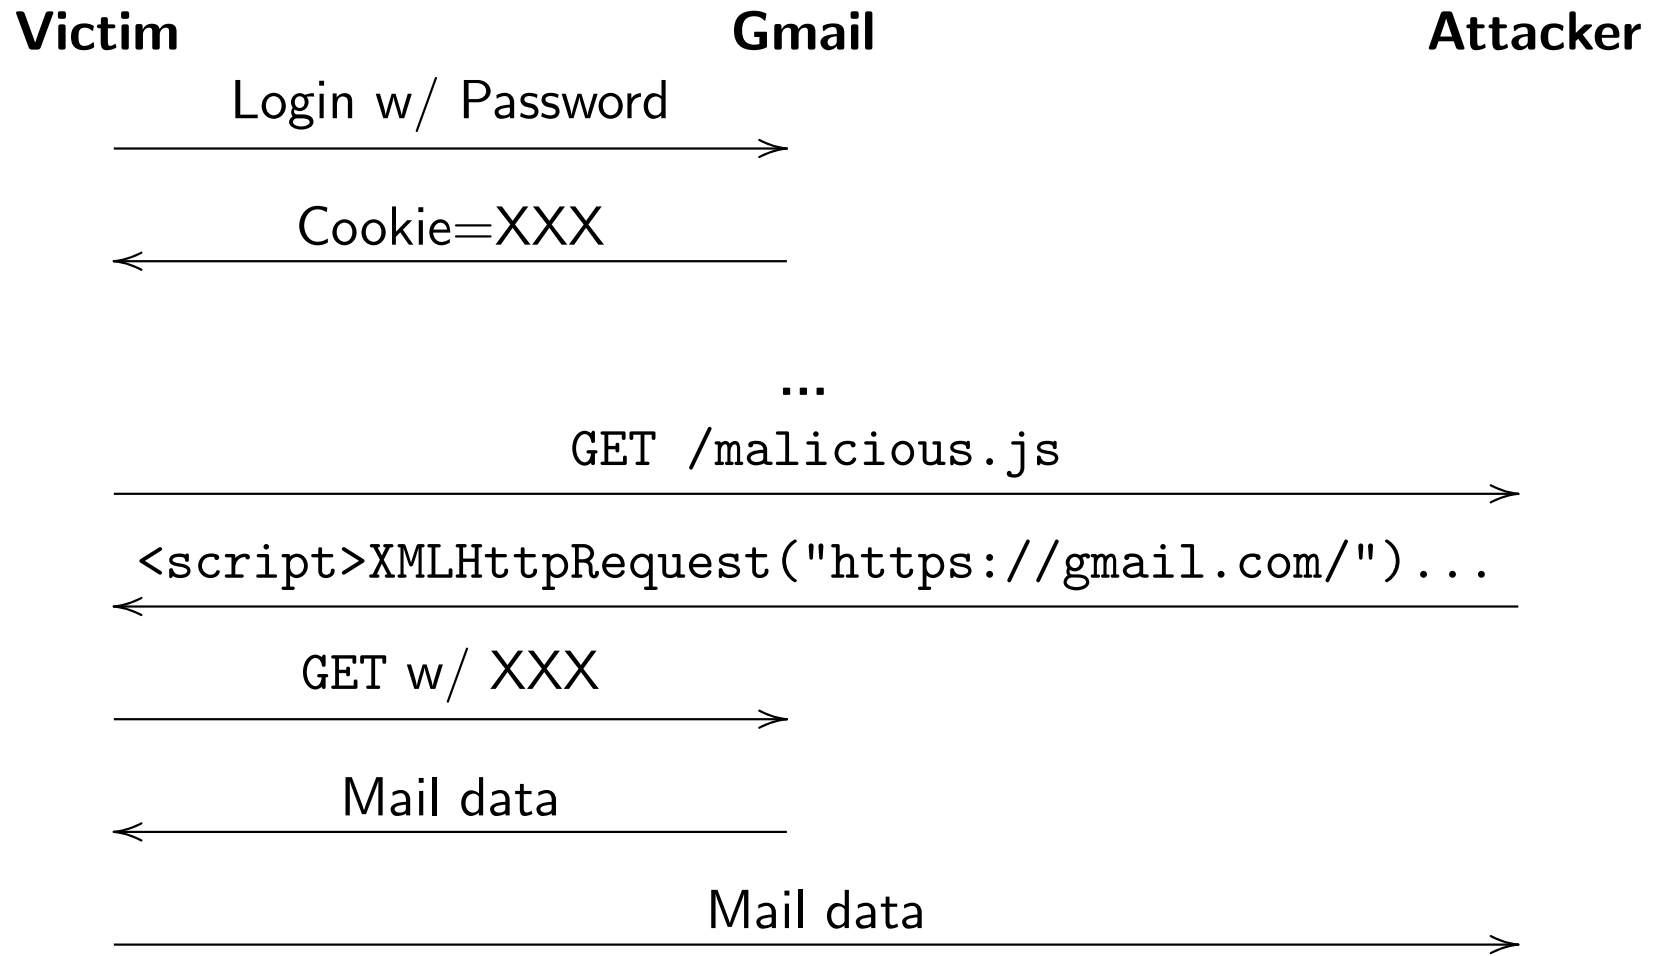 Victim Gmail Attacker
Login w/ Password
Cookie=XXX
...
GET /malicious.js
<script>XMLHttpRequest("https://gmail.com/")...
GET w/ XXX
Mail data
Mail data